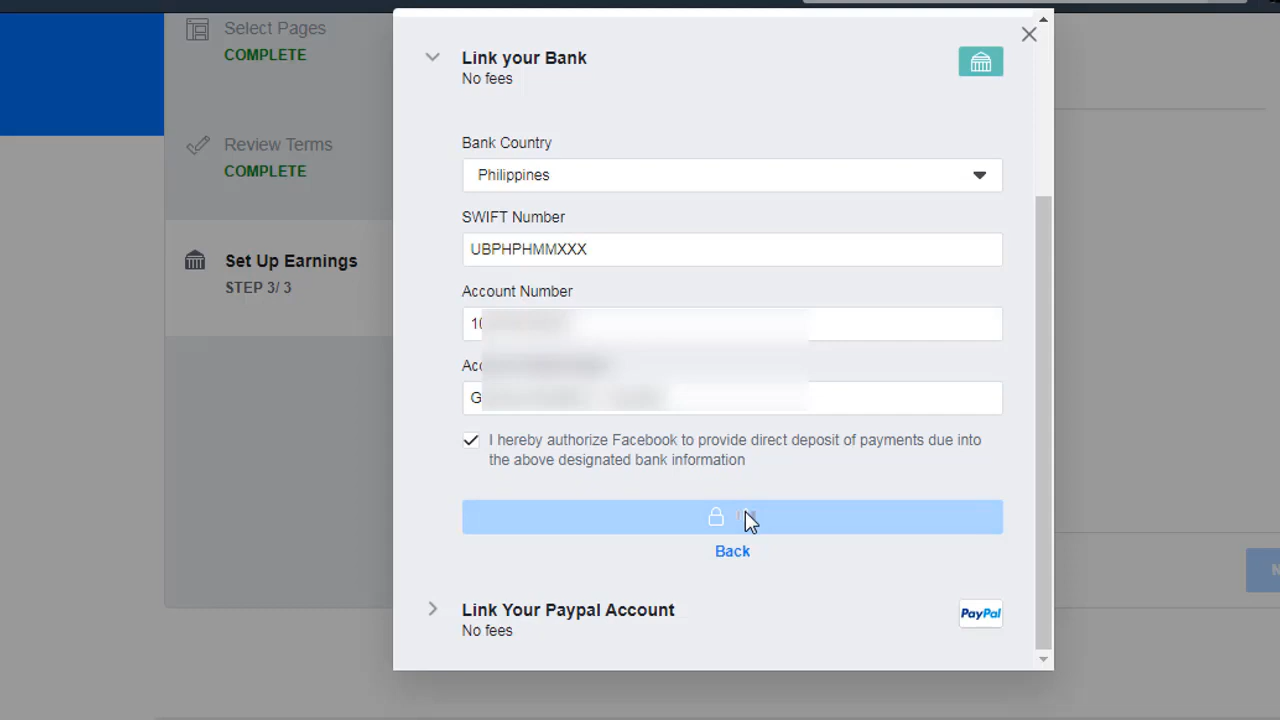 Select Pages
COMPLETE
Review Terms
COMPLETE
Set Up Earnings
STEP 3/ 3
Link your Bank
No fees
Bank Country
Philippines
SWIFT Number
UBPHPHMMXXX
Account Number
10
G
I hereby authorize Facebook to provide direct deposit of payments due into
the above designated bank information
Back
Link Your Paypal Account
No fees
PayPal